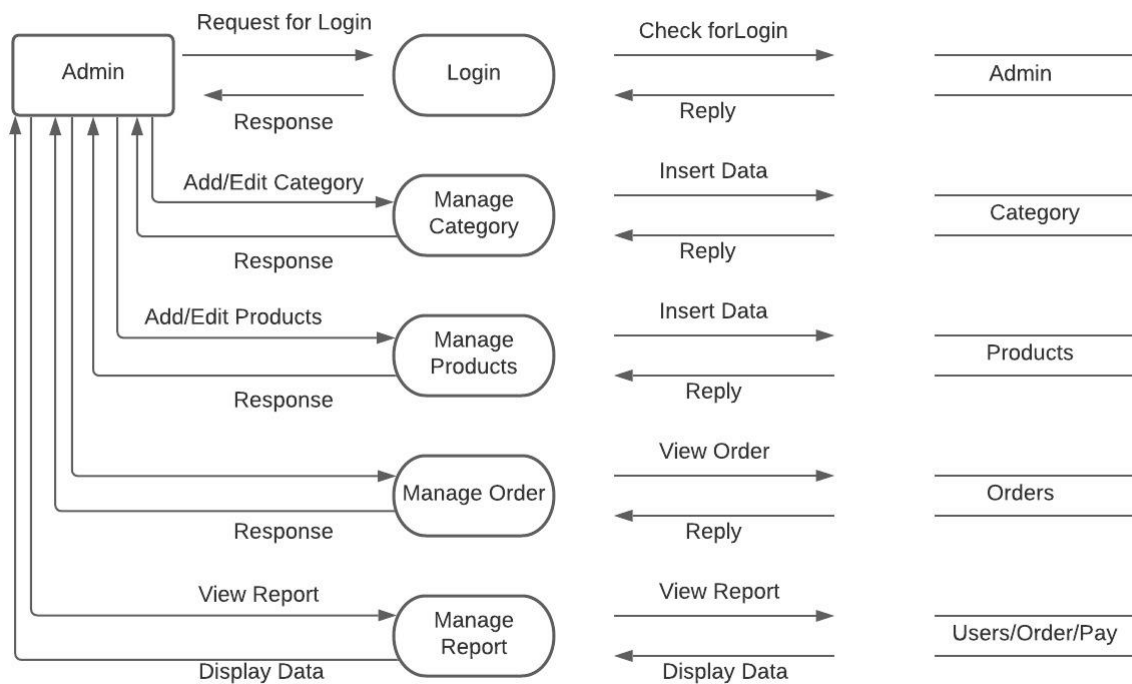 Request for Login
Check forLogin
Admin
Login
Admin
Response
Reply
Add/Edit Category
Insert Data
Manage
Category
Category
Response
Reply
Add/Edit Products
Insert Data
Manage
Products
Products
Response
Reply
View Order
Manage Order
Orders
Response
Reply
View Report
View Report
Manage
Report
Users/Order/Pay
Display Data
Display Data